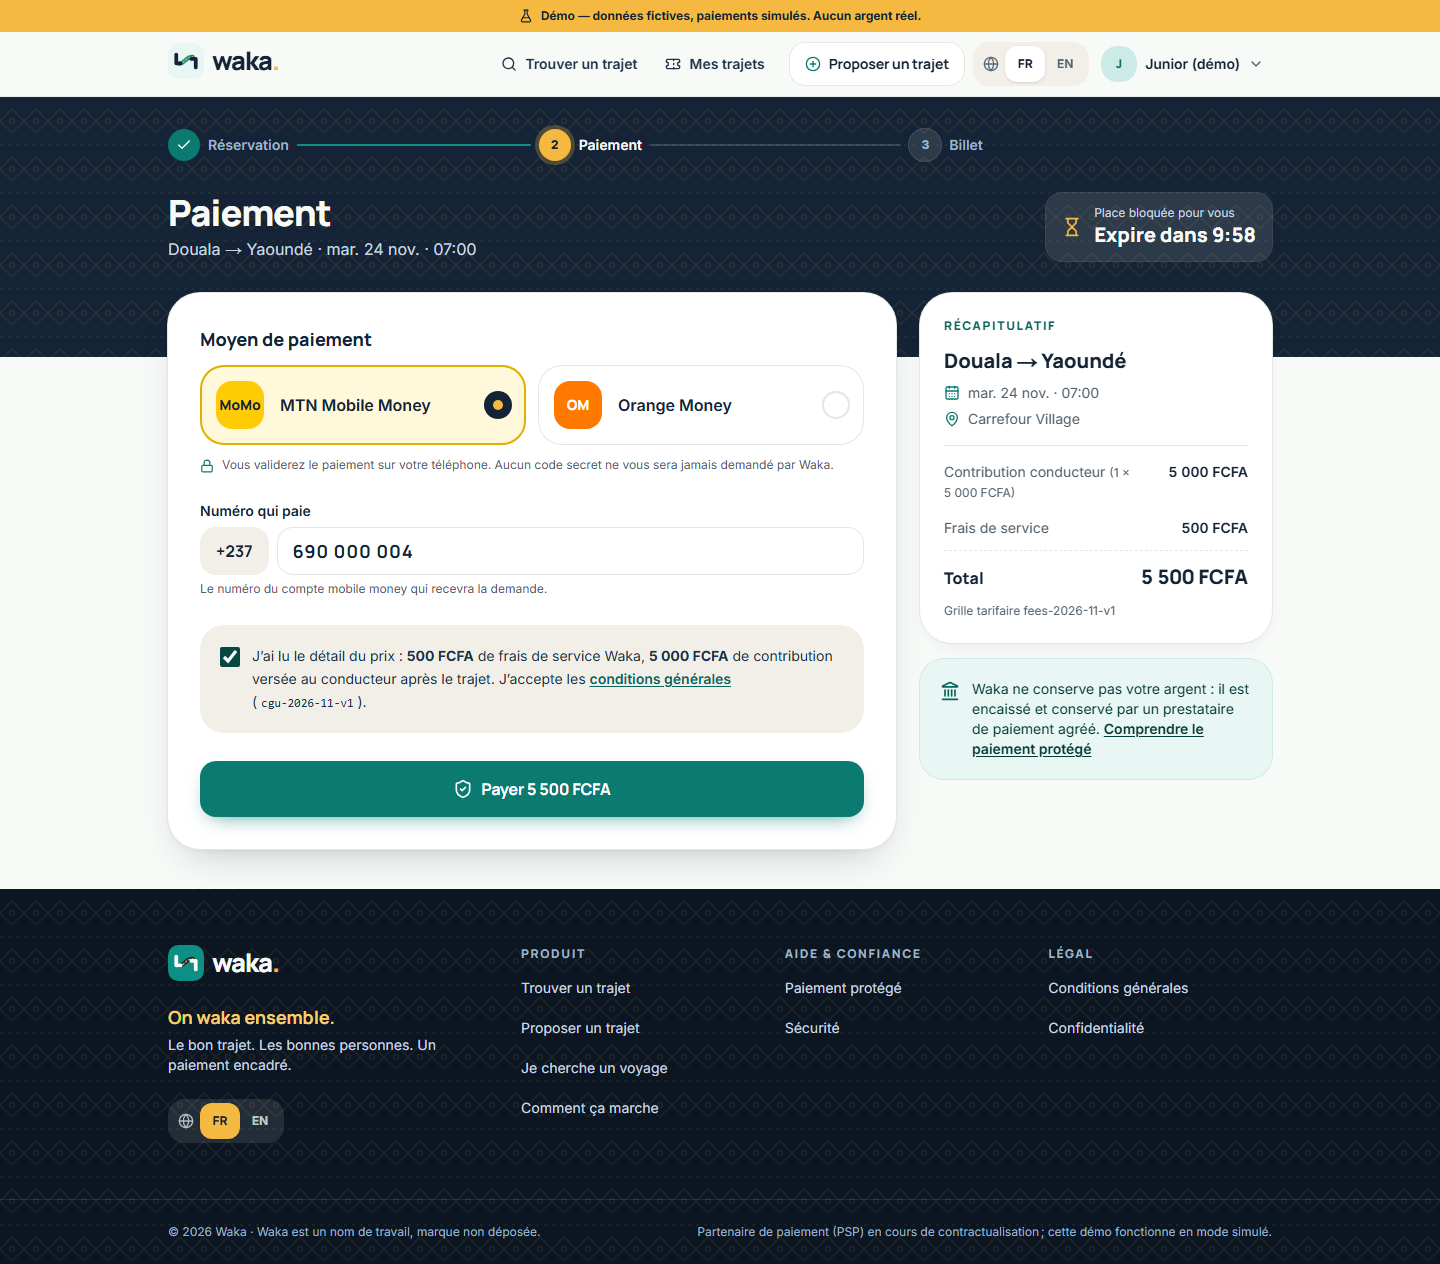 Démo — données fictives, paiements simulés. Aucun argent réel.
waka.
Trouver un trajet
Mes trajets
Proposer un trajet
FR
EN
J
Junior (démo)
Réservation
2
Paiement
3
Billet
Paiement
Douala → Yaoundé · mar. 24 nov. · 07:00
Place bloquée pour vous
Expire dans 9:58
Moyen de paiement
MoMo
MTN Mobile Money
OM
Orange Money
Vous validerez le paiement sur votre téléphone. Aucun code secret ne vous sera jamais demandé par Waka.
Numéro qui paie
+237
690 000 004
Le numéro du compte mobile money qui recevra la demande.
J’ai lu le détail du prix : 500 FCFA de frais de service Waka, 5 000 FCFA de contribution
versée au conducteur après le trajet. J’accepte les conditions générales
( cgu-2026-11-v1 ).
Payer 5 500 FCFA
RÉCAPITULATIF
Douala → Yaoundé
mar. 24 nov. · 07:00
Carrefour Village
Contribution conducteur (1 ×
5 000 FCFA)
5 000 FCFA
Frais de service
500 FCFA
Total
5 500 FCFA
Grille tarifaire fees-2026-11-v1
Waka ne conserve pas votre argent : il est
encaissé et conservé par un prestataire
de paiement agréé. Comprendre le
paiement protégé
waka.
On waka ensemble.
Le bon trajet. Les bonnes personnes. Un
paiement encadré.
FR
EN
PRODUIT
Trouver un trajet
Proposer un trajet
Je cherche un voyage
Comment ça marche
AIDE & CONFIANCE
Paiement protégé
Sécurité
LÉGAL
Conditions générales
Confidentialité
© 2026 Waka · Waka est un nom de travail, marque non déposée.
Partenaire de paiement (PSP) en cours de contractualisation ; cette démo fonctionne en mode simulé.